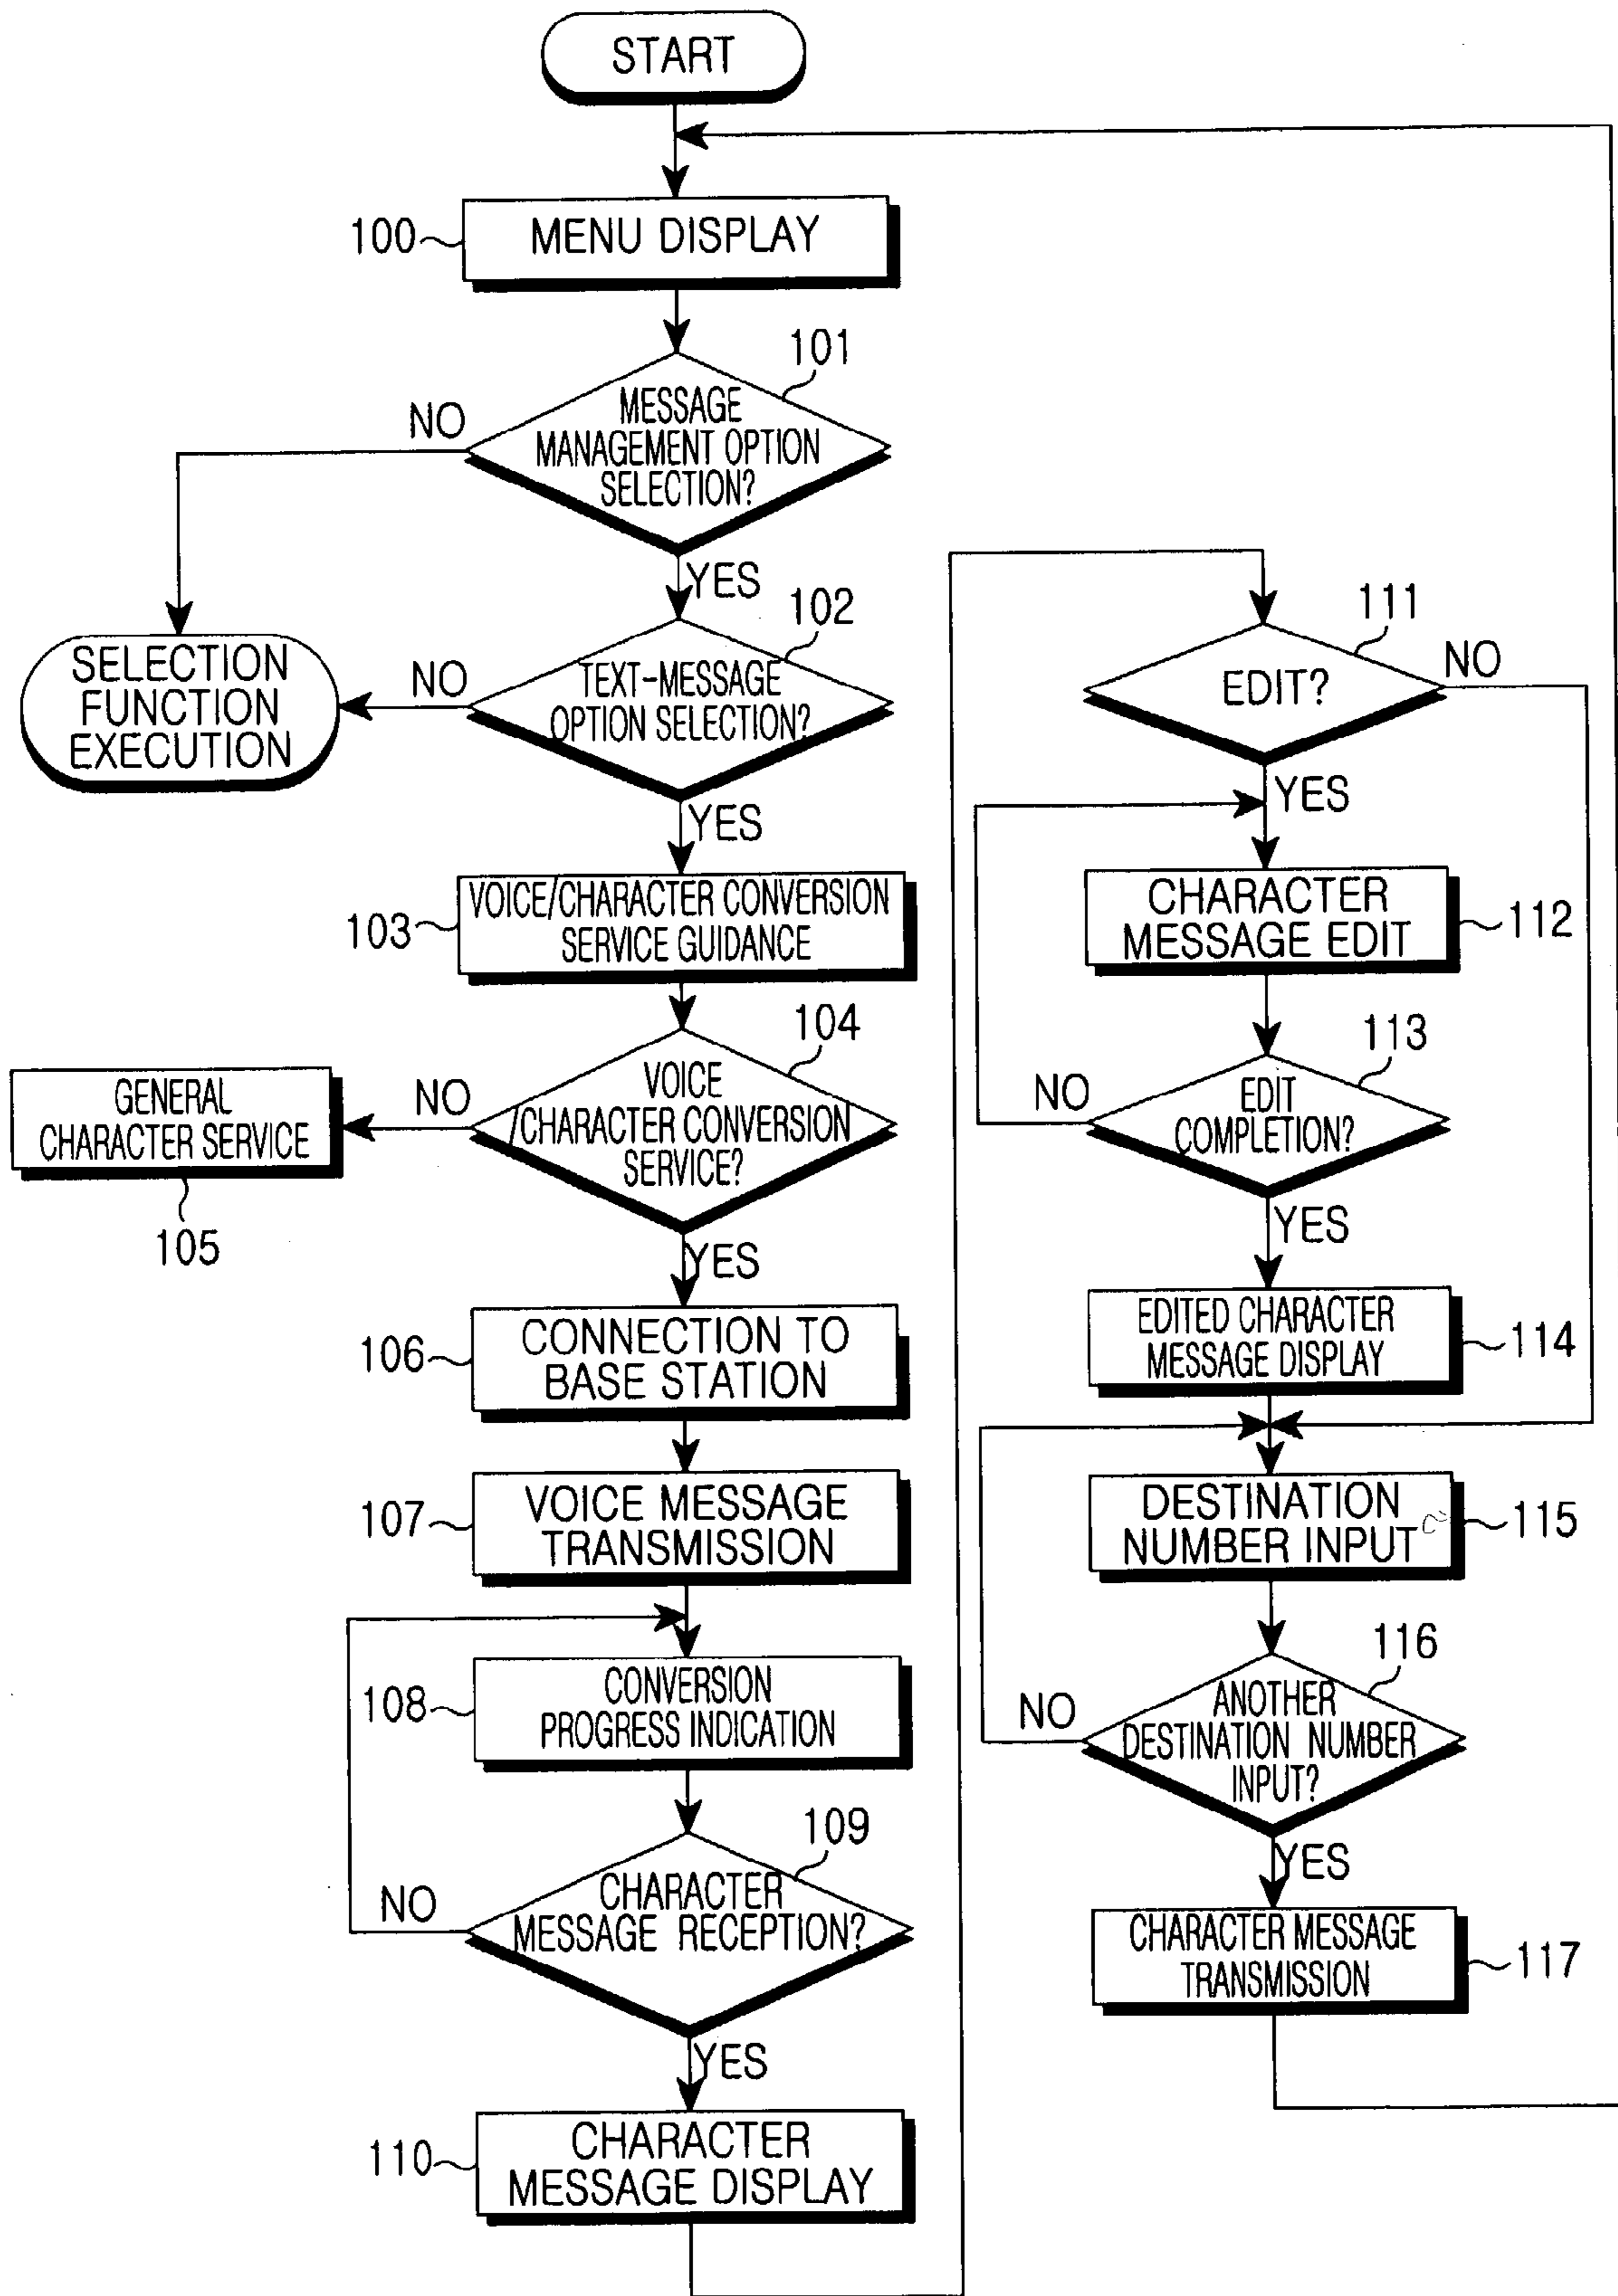 START
100
MENU DISPLAY
101
MESSAGE
MANAGEMENT OPTION
SELECTION?
NO
YES
102
TEXT-MESSAGE
OPTION SELECTION?
NO
SELECTION
FUNCTION
EXECUTION
YES
103
VOICE/CHARACTER CONVERSION
SERVICE GUIDANCE
104
VOICE
/CHARACTER CONVERSION
SERVICE?
NO
GENERAL
CHARACTER SERVICE
105
YES
106
CONNECTION TO
BASE STATION
107
VOICE MESSAGE
TRANSMISSION
108
CONVERSION
PROGRESS INDICATION
109
CHARACTER
MESSAGE RECEPTION?
NO
YES
110
CHARACTER
MESSAGE DISPLAY
111
EDIT?
NO
YES
CHARACTER
MESSAGE EDIT
112
113
EDIT
COMPLETION?
NO
YES
EDITED CHARACTER
MESSAGE DISPLAY
114
DESTINATION
NUMBER INPUT
115
116
ANOTHER
DESTINATION NUMBER
INPUT?
NO
YES
CHARACTER MESSAGE
TRANSMISSION
117